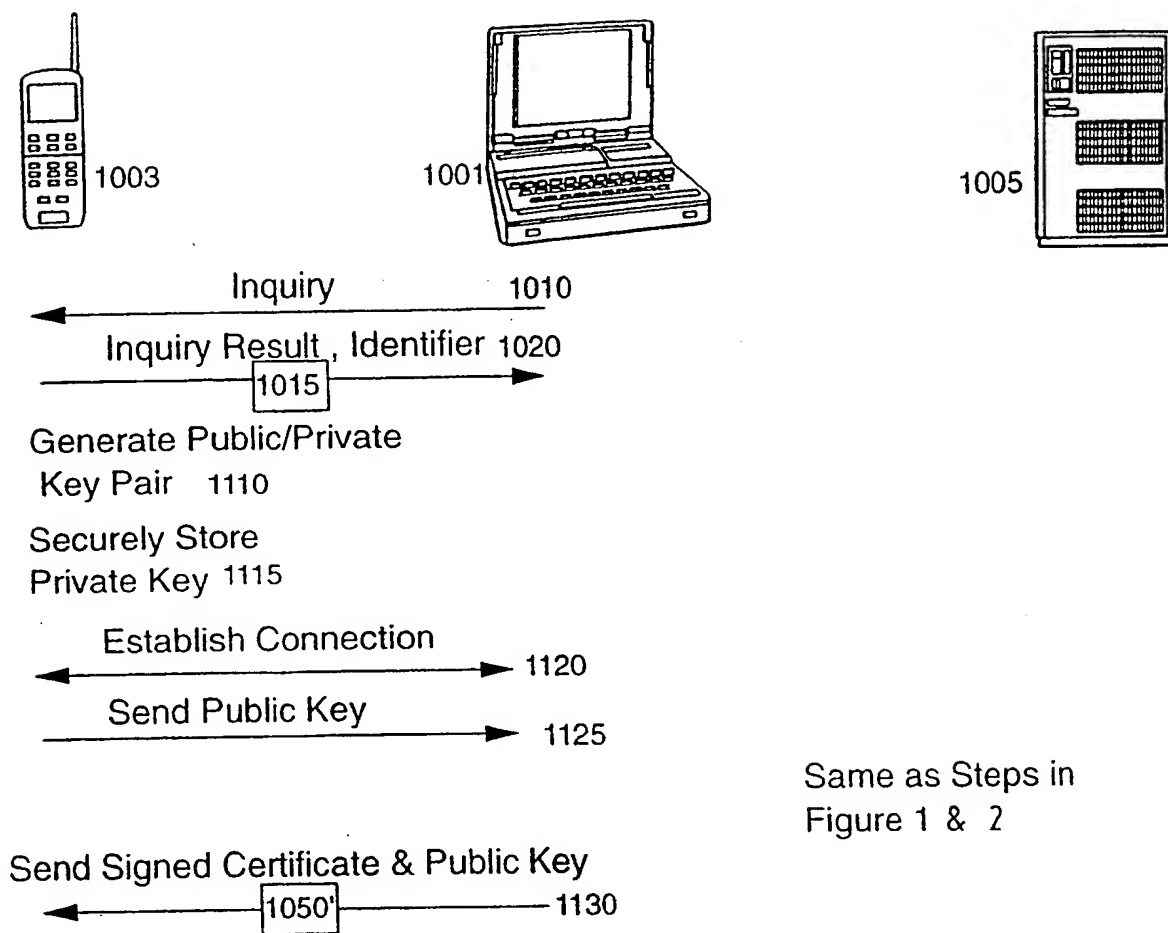 1003
1001
1005
Inquiry 1010
Inquiry Result , Identifier 1020
1015
Generate Public/Private
Key Pair 1110
Securely Store
Private Key 1115
Establish Connection
1120
Send Public Key
1125
Same as Steps in
Figure 1 & 2
Send Signed Certificate & Public Key
1050' 1130